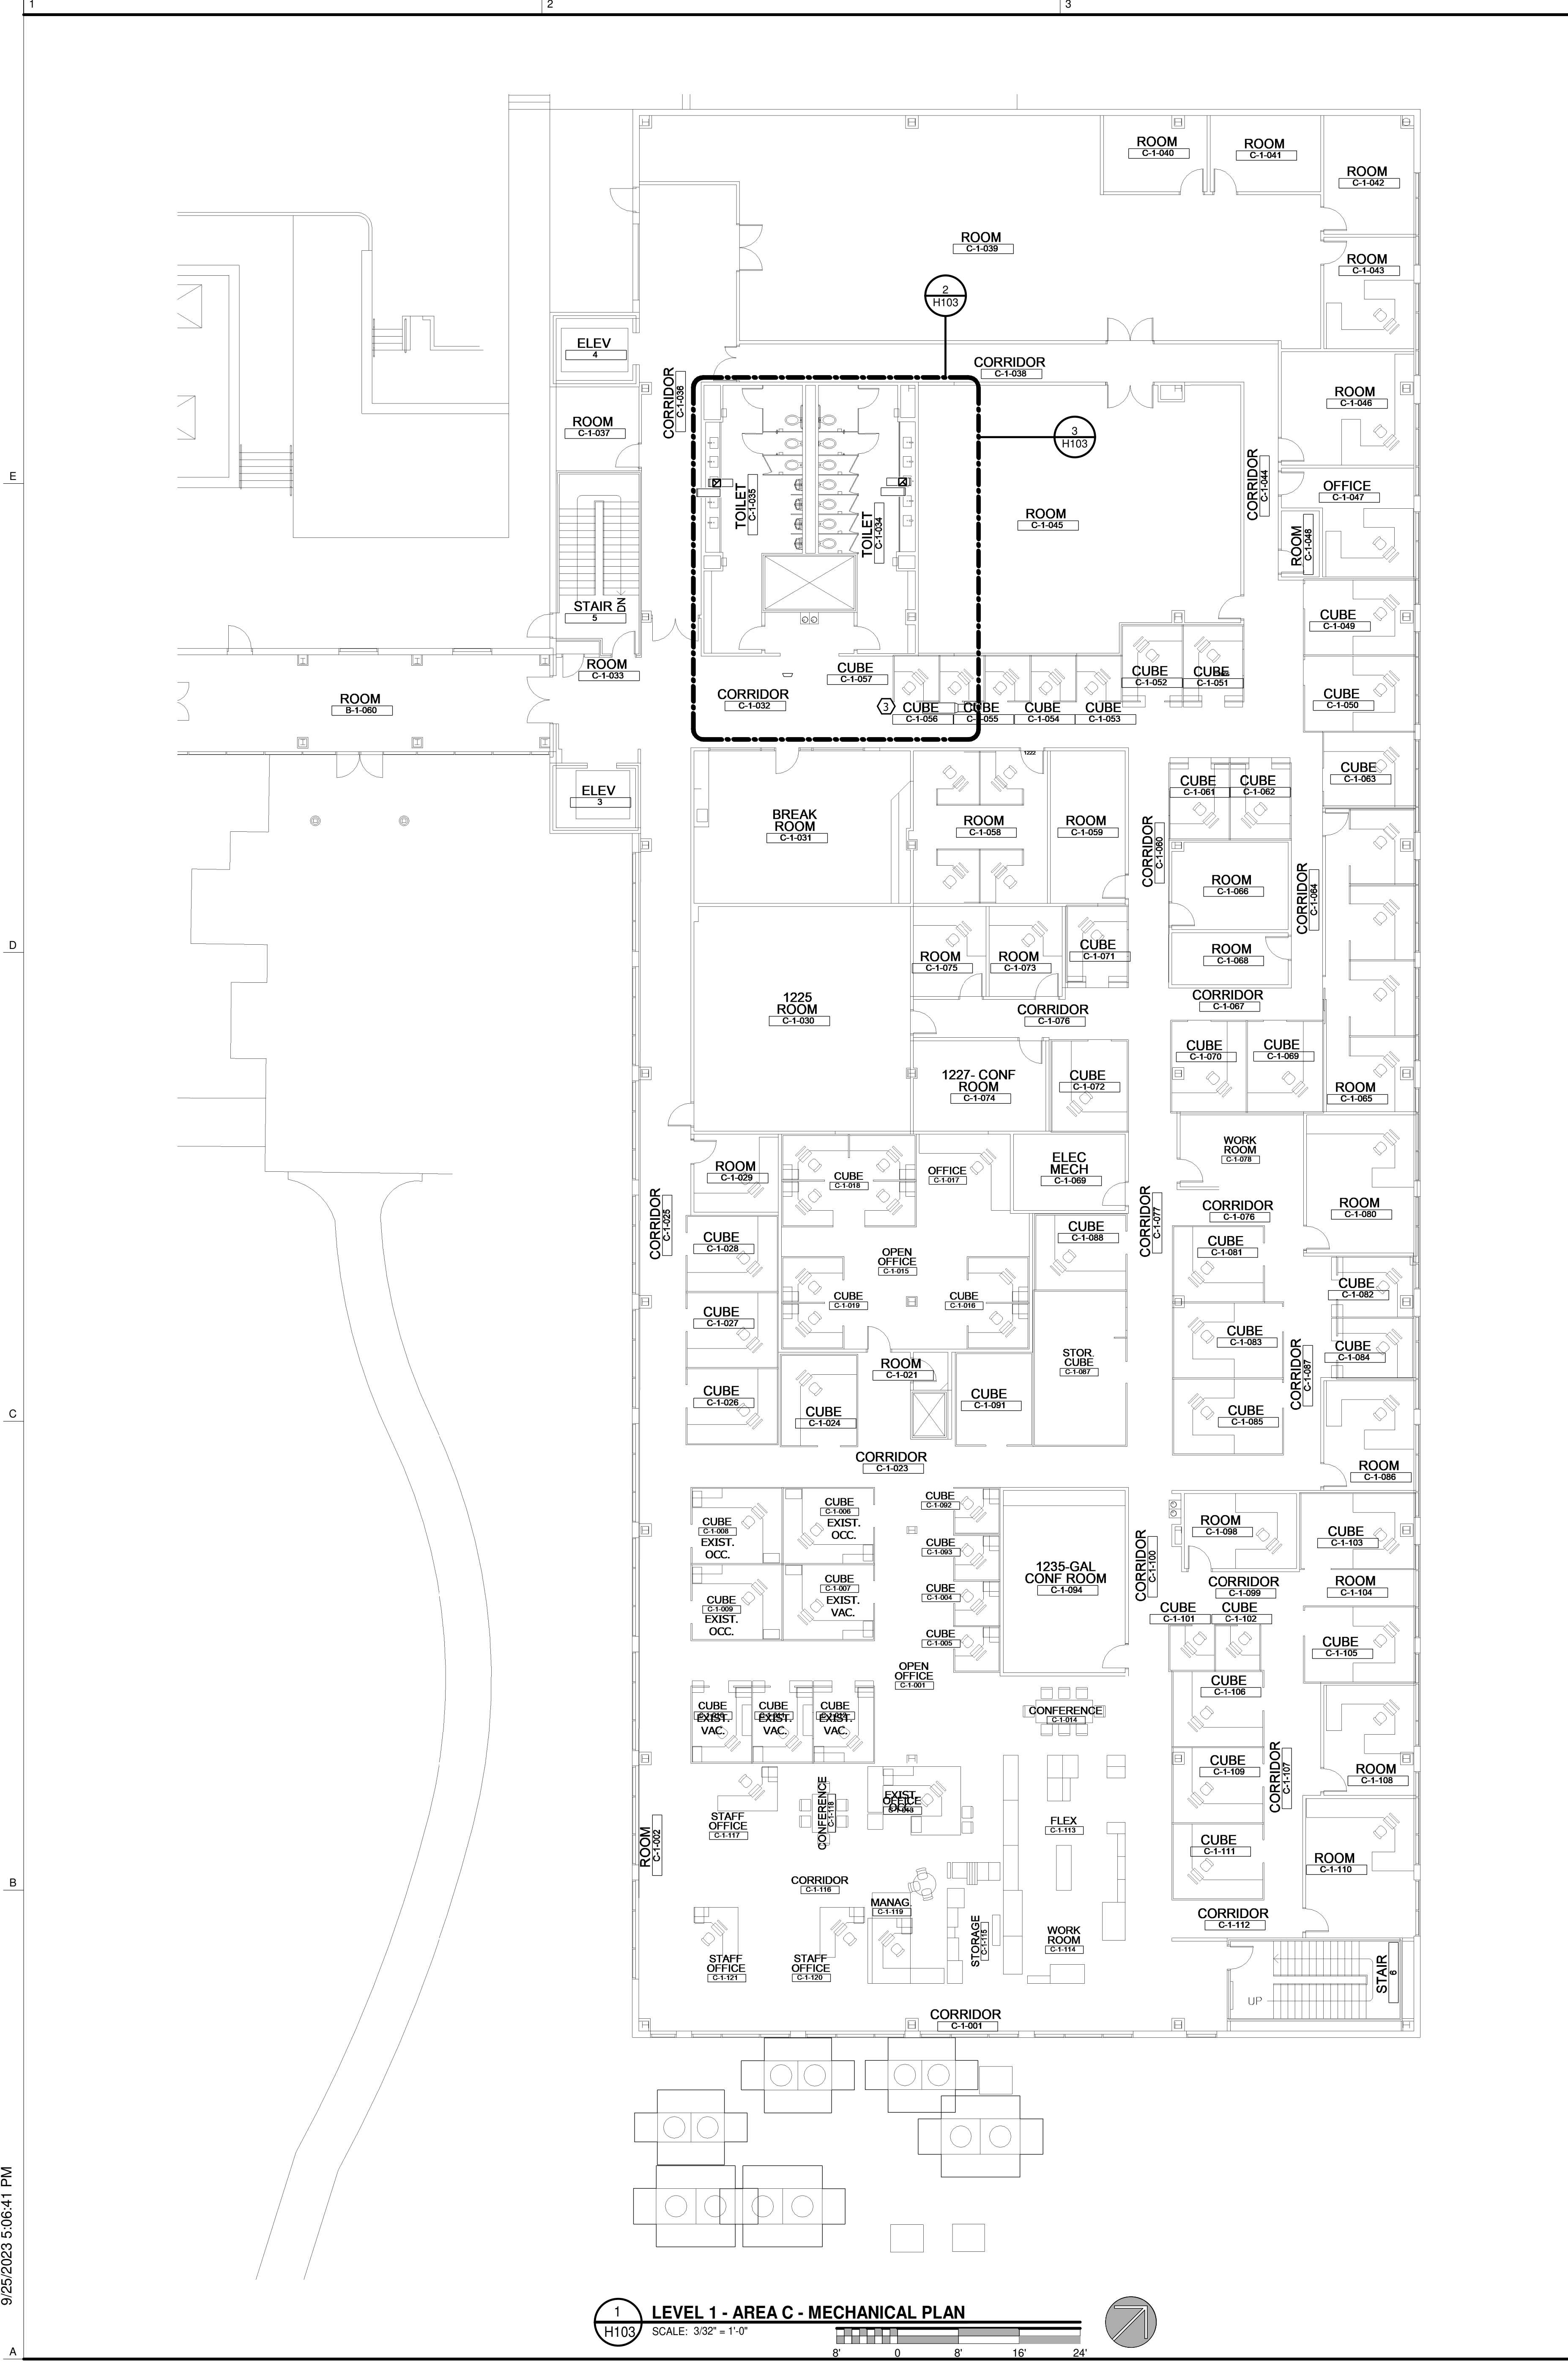 1
2
3
ROOM
C-1-040
ROOM
C-1-041
ROOM
C-1-042
ROOM
C-1-039
ROOM
C-1-043
2
H103
ELEV
4
CORRIDOR
C-1-036
CORRIDOR
C-1-038
ROOM
C-1-046
ROOM
C-1-037
3
H103
E
TOILET
C-1-035
TOILET
C-1-034
ROOM
C-1-045
CORRIDOR
C-1-044
OFFICE
C-1-047
ROOM
C-1-048
STAIR
5
DN
CUBE
C-1-049
ROOM
C-1-033
CUBE
C-1-057
CUBE
C-1-052
CUBE
C-1-051
CUBE
C-1-050
ROOM
B-1-060
CORRIDOR
C-1-032
3
CUBE
C-1-056
CUBE
C-1-055
CUBE
C-1-054
CUBE
C-1-053
1222
ELEV
3
CUBE
C-1-061
CUBE
C-1-062
CUBE
C-1-063
BREAK
ROOM
C-1-031
ROOM
C-1-058
ROOM
C-1-059
CORRIDOR
C-1-060
ROOM
C-1-066
CORRIDOR
C-1-064
D
ROOM
C-1-075
ROOM
C-1-073
CUBE
C-1-071
ROOM
C-1-068
1225
ROOM
C-1-030
CORRIDOR
C-1-076
CORRIDOR
C-1-067
CUBE
C-1-070
CUBE
C-1-069
1227- CONF
ROOM
C-1-074
CUBE
C-1-072
ROOM
C-1-065
ROOM
C-1-029
CUBE
C-1-018
OFFICE
C-1-017
ELEC
MECH
C-1-069
WORK
ROOM
C-1-078
CORRIDOR
C-1-025
CORRIDOR
C-1-077
CORRIDOR
C-1-076
ROOM
C-1-080
CUBE
C-1-028
OPEN
OFFICE
C-1-015
CUBE
C-1-088
CUBE
C-1-081
CUBE
C-1-027
CUBE
C-1-019
CUBE
C-1-016
CUBE
C-1-082
CUBE
C-1-083
CUBE
C-1-084
ROOM
C-1-021
STOR.
CUBE
C-1-087
CORRIDOR
C-1-087
CUBE
C-1-026
CUBE
C-1-024
CUBE
C-1-091
CUBE
C-1-085
C
CORRIDOR
C-1-023
ROOM
C-1-086
CUBE
C-1-008
EXIST.
OCC.
CUBE
C-1-006
EXIST.
OCC.
CUBE
C-1-092
CUBE
C-1-093
ROOM
C-1-098
CUBE
C-1-103
CUBE
C-1-009
EXIST.
OCC.
CUBE
C-1-007
EXIST.
VAC.
CUBE
C-1-004
1235-GAL
CONF ROOM
C-1-094
CORRIDOR
C-1-100
CORRIDOR
C-1-099
ROOM
C-1-104
CUBE
C-1-101
CUBE
C-1-102
CUBE
C-1-005
CUBE
C-1-105
OPEN
OFFICE
C-1-001
CUBE
C-1-106
CUBE
EXIST.
VAC.
CUBE
EXIST.
VAC.
CUBE
EXIST.
VAC.
CONFERENCE
C-1-014
CUBE
C-1-109
CORRIDOR
C-1-107
ROOM
C-1-108
STAFF
OFFICE
C-1-117
CONFERENCE
C-1-118
EXIST.
OFFICE
FLEX
C-1-113
ROOM
C-1-002
CUBE
C-1-111
ROOM
C-1-110
B
CORRIDOR
C-1-116
MANAG.
C-1-119
CORRIDOR
C-1-112
STAFF
OFFICE
C-1-121
STAFF
OFFICE
C-1-120
STORAGE
C-1-115
WORK
ROOM
C-1-114
STAIR
6
UP
CORRIDOR
C-1-001
9/25/2023 5:06:41 PM
1
H103
LEVEL 1 - AREA C - MECHANICAL PLAN
SCALE: 3/32" = 1'-0"
8'
0
8'
16'
24'
A